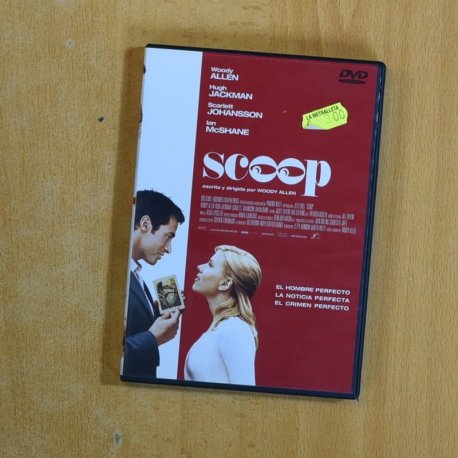 Woody
ALLEN
Hugh
JACKMAN
Scarlett
JOHANSSON
Ian
McSHANE
DVD
LA METRALLETA
3,00
scoop
escrita y dirigida por WOODY ALLEN
EL HOMBRE PERFECTO
LA NOTICIA PERFECTA
EL CRIMEN PERFECTO